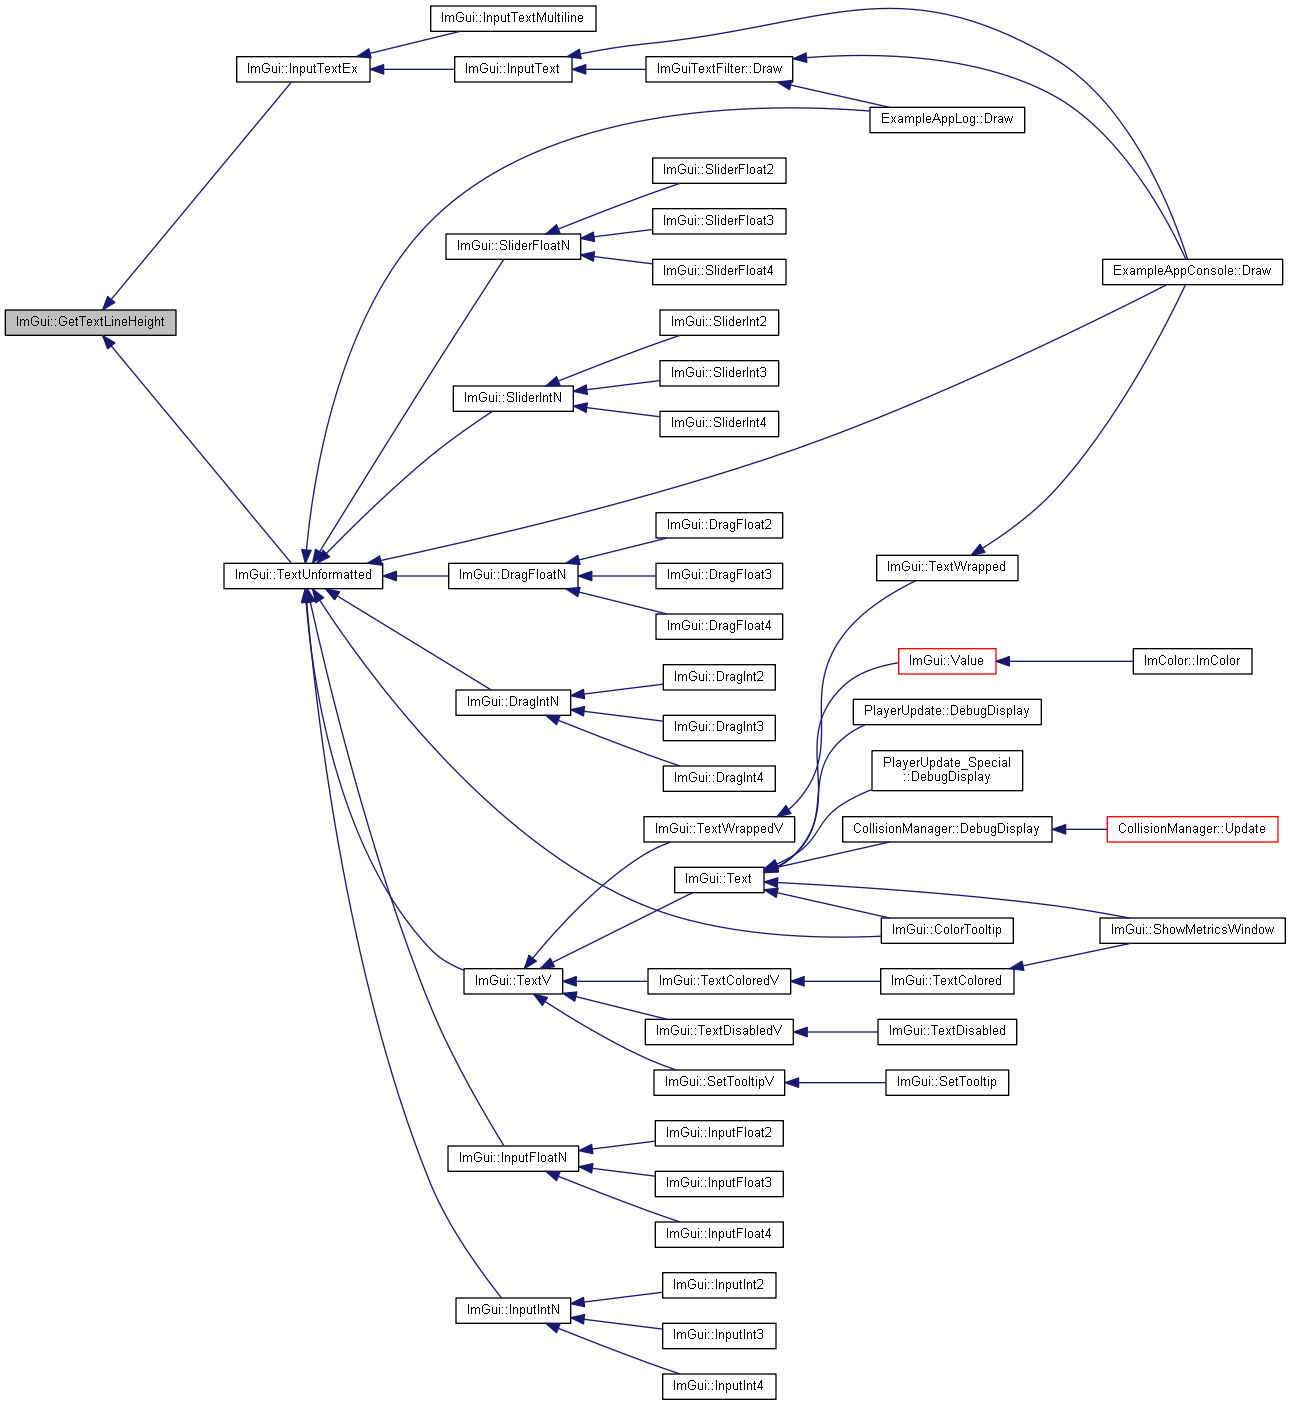 ImGui::InputTextMultiline
ImGui::InputTextEx
ImGui::InputText
ImGuiTextFilter::Draw
ExampleAppLog::Draw
ImGui::SliderFloat2
ImGui::SliderFloat3
ImGui::SliderFloatN
ImGui::SliderFloat4
ExampleAppConsole::Draw
ImGui::GetTextLineHeight
ImGui::SliderInt2
ImGui::SliderInt3
ImGui::SliderIntN
ImGui::SliderInt4
ImGui::DragFloat2
ImGui::TextWrapped
ImGui::TextUnformatted
ImGui::DragFloatN
ImGui::DragFloat3
ImGui::DragFloat4
ImGui::Value
ImColor::ImColor
ImGui::DragInt2
ImGui::DragIntN
PlayerUpdate::DebugDisplay
ImGui::DragInt3
PlayerUpdate_Special
::DebugDisplay
ImGui::DragInt4
ImGui::TextWrappedV
CollisionManager::DebugDisplay
CollisionManager::Update
ImGui::Text
ImGui::ColorTooltip
ImGui::ShowMetricsWindow
ImGui::TextV
ImGui::TextColoredV
ImGui::TextColored
ImGui::TextDisabledV
ImGui::TextDisabled
ImGui::SetTooltipV
ImGui::SetTooltip
ImGui::InputFloat2
ImGui::InputFloatN
ImGui::InputFloat3
ImGui::InputFloat4
ImGui::InputInt2
ImGui::InputIntN
ImGui::InputInt3
ImGui::InputInt4